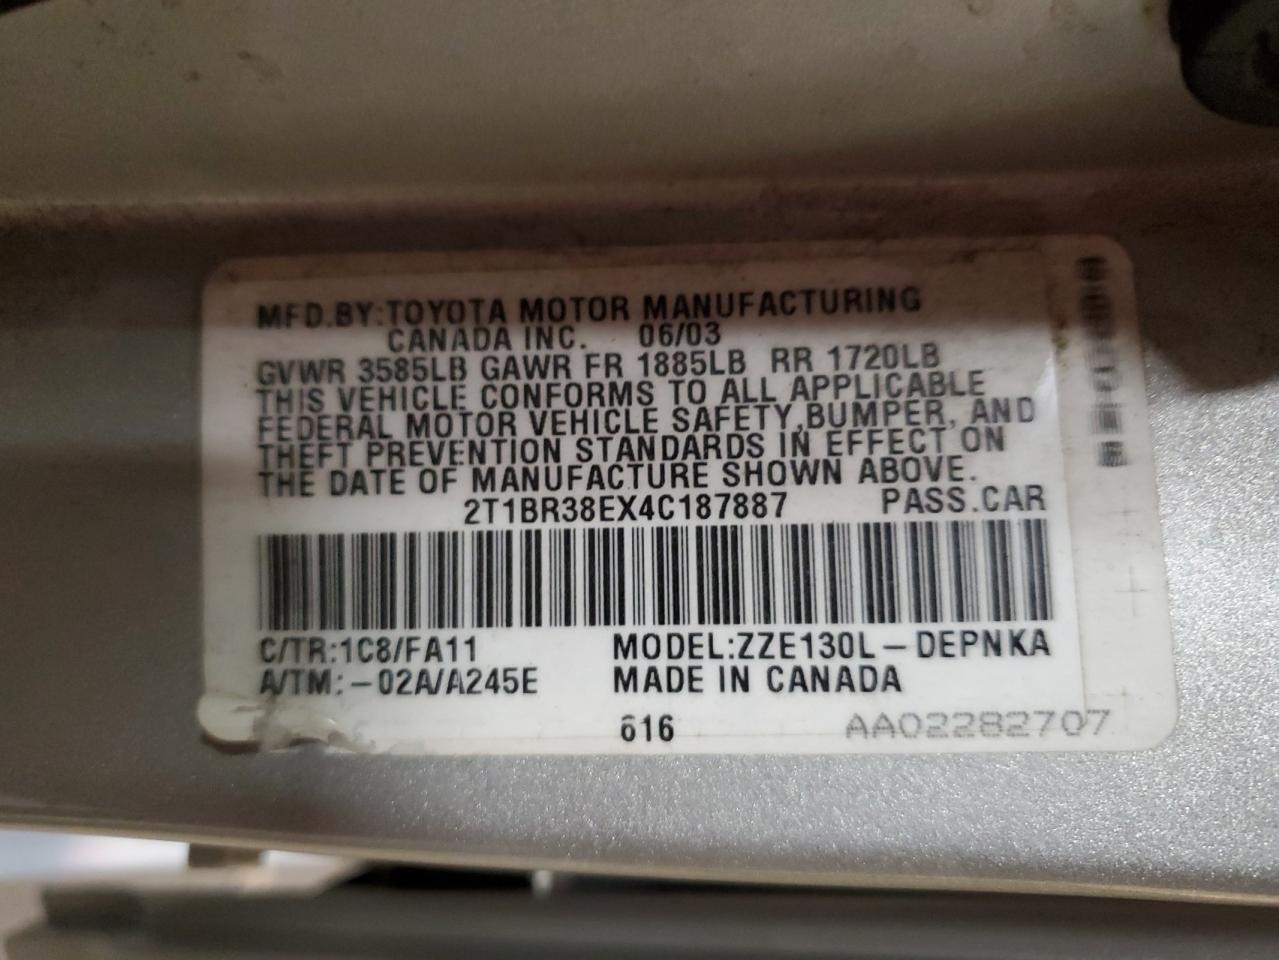 MFD.BY:TOYOTA MOTOR MANUFACTURING
CANADA INC. 06/03
GVWR 3585LB GAWR FR 1885LB RR 1720LB
THIS VEHICLE CONFORMS TO ALL APPLICABLE
FEDERAL MOTOR VEHICLE SAFETY,BUMPER, AND
THEFT PREVENTION STANDARDS IN EFFECT ON
THE DATE OF MANUFACTURE SHOWN ABOVE.
2T1BR38EX4C187887 PASS.CAR
C/TR:1C8/FA11 MODEL:ZZE130L-DEPNKA
A/TM:-02A/A245E MADE IN CANADA
616 AA02282707